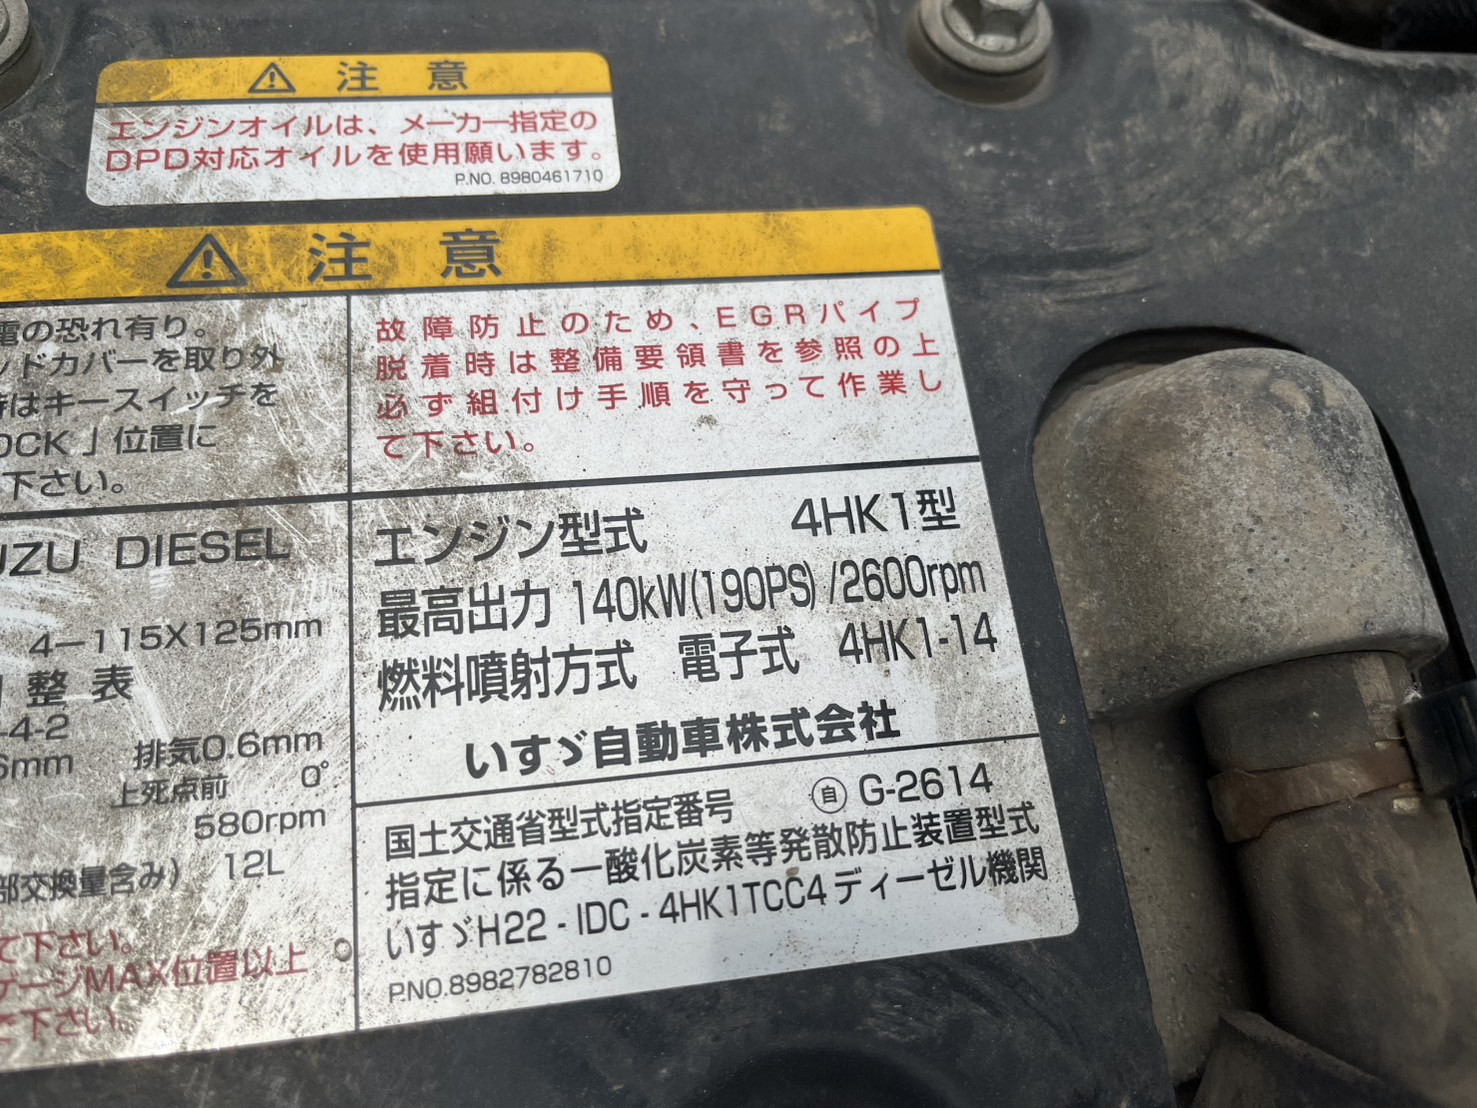 ⚠ 注意
エンジンオイルは、メーカー指定の
DPD対応オイルを使用願います。
P.NO. 8980461710
⚠ 注意
電の恐れ有り。
ッドカバーを取り外
時はキースイッチを
OCK」位置に
下さい。
故障防止のため、EGRパイプ
脱着時は整備要領書を参照の上
必ず組付け手順を守って作業し
て下さい。
UZU DIESEL
4-115X125mm
整表
-4-2
6mm 排気0.6mm
上死点前 0°
580rpm
部交換量含み) 12L
て下さい。
ゲージMAX位置以上
で下さい。
エンジン型式 4HK1型
最高出力 140kW(190PS)/2600rpm
燃料噴射方式 電子式 4HK1-14
いすゞ自動車株式会社
国土交通省型式指定番号 自 G-2614
指定に係る一酸化炭素等発散防止装置型式
いすゞH22-IDC-4HK1TCC4ディーゼル機関
P.NO.8982782810